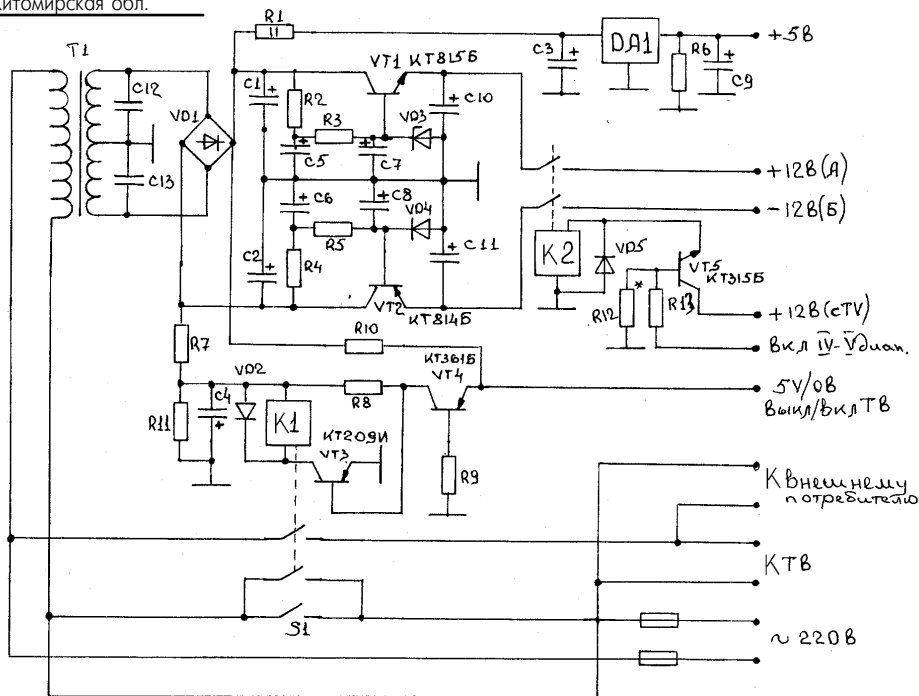 житомирская обл.
T1
C12
C13
VD1
R1
C1
R2
R3
C5
C6
R5
C2
R4
VT1 КТ815Б
VD3
C10
C7
C8
VD4
C11
VT2
КТ814Б
C3
DA1
R6
C9
+5В
+12В(А)
-12В(Б)
K2
VD5
VT5
КТ315Б
R12
*
R13
+12В(СТV)
Вкл IV-V диап.
R7
R10
VD2
R11
C4
K1
R8
КТ361Б
VT4
КТ209И
VT3
R9
5V/0В
Выкл/вкл ТВ
К внешнему
потребителю
КТВ
S1
~ 220В